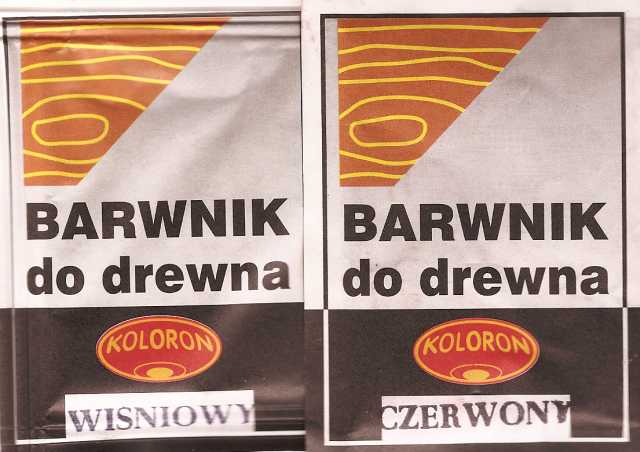 BARWNIK
do drewna
KOLORON
WISNIOWY
BARWNIK
do drewna
KOLORON
CZERWONY